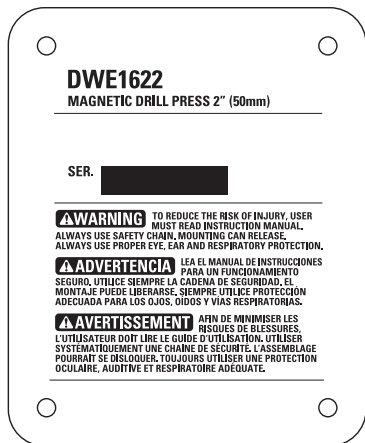 DWE1622
MAGNETIC DRILL PRESS 2" (50mm)
SER.
WARNING TO REDUCE THE RISK OF INJURY, USER
MUST READ INSTRUCTION MANUAL.
ALWAYS USE SAFETY CHAIN. MOUNTING CAN RELEASE.
ALWAYS USE PROPER EYE, EAR AND RESPIRATORY PROTECTION.
ADVERTENCIA LEA EL MANUAL DE INSTRUCCIONES
PARA UN FUNCIONAMIENTO
SEGURO. UTILICE SIEMPRE LA CADENA DE SEGURIDAD. EL
MONTAJE PUEDE LIBERARSE. SIEMPRE UTILICE PROTECCIÓN
ADECUADA PARA LOS OJOS, OÍDOS Y VÍAS RESPIRATORIAS.
AVERTISSEMENT AFIN DE MINIMISER LES
RISQUES DE BLESSURES,
L'UTILISATEUR DOIT LIRE LE GUIDE D'UTILISATION. UTILISER
SYSTÉMATIQUEMENT UNE CHAÎNE DE SÉCURITÉ. L'ASSEMBLAGE
POURRAIT SE DISLOQUER. TOUJOURS UTILISER UNE PROTECTION
OCULAIRE, AUDITIVE ET RESPIRATOIRE ADÉQUATE.